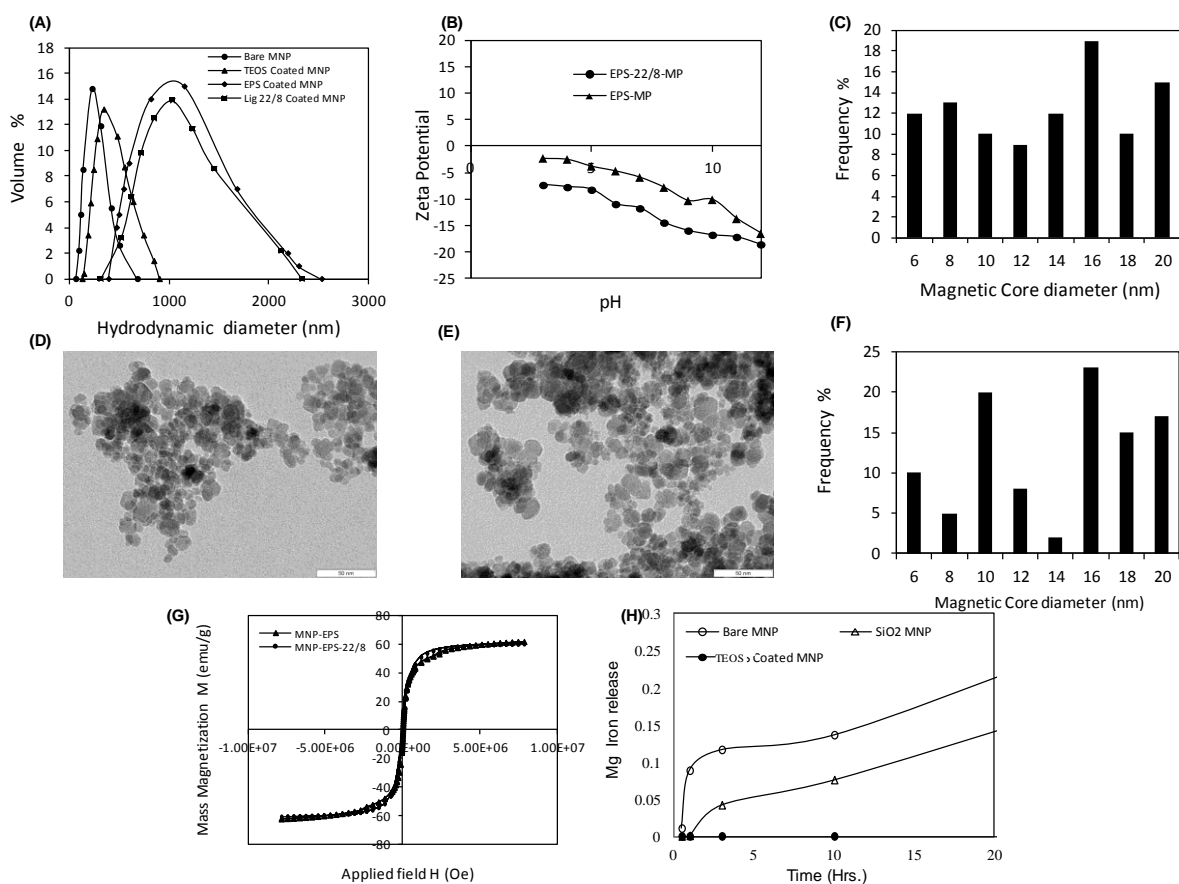 (A)
18
16
14
12
10
8
6
4
2
0
Volume %
Bare MNP
TEOS Coated MNP
EPS Coated MNP
Lig 22/8 Coated MNP
0 1000 2000 3000
Hydrodynamic diameter (nm)
(B)
20
15
10
5
0
-5
-10
-15
-20
-25
Zeta Potential
EPS-22/8-MP
EPS-MP
0 5 10
pH
(C)
20
18
16
14
12
10
8
6
4
2
0
Frequency %
6 8 10 12 14 16 18 20
Magnetic Core diameter (nm)
(D)
50 nm
(E)
50 nm
(F)
25
20
15
10
5
0
Frequency %
6 8 10 12 14 16 18 20
Magnetic Core diameter (nm)
(G)
80
60
40
20
0
-20
-40
-60
-80
Mass Magnetization M (emu/g)
MNP-EPS
MNP-EPS-22/8
-1.00E+07 -5.00E+06 0.00E+00 5.00E+06 1.00E+07
Applied field H (Oe)
(H)
0.3
0.25
0.2
0.15
0.1
0.05
0
Mg Iron release
Bare MNP
SiO2 MNP
TEOS Coated MNP
0 5 10 15 20
Time (Hrs.)